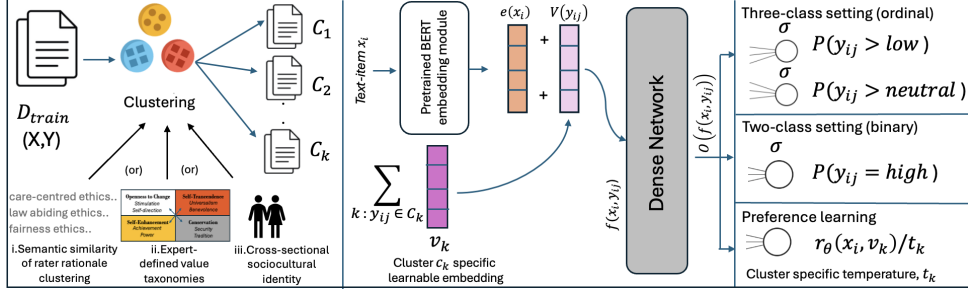 D_train
(X,Y)
Clustering
C_1
C_2
.
.
C_k
(or)
(or)
care-centred ethics..
law abiding ethics..
fairness ethics..
Openness to Change
Stimulation
Self-direction
Self-Transcendence
Universalism
Benevolence
Self-Enhancement
Achievement
Power
Conservation
Security
Tradition
i.Semantic similarity
of rater rationale
clustering
ii.Expert-
defined value
taxonomies
iii.Cross-sectional
sociocultural
identity
Text-item x_i
Pretrained BERT
embedding module
e(x_i)
V(y_ij)
+
+
∑
k: y_ij ∈ C_k
v_k
Cluster c_k specific
learnable embedding
f(x_i, y_ij)
Dense Network
o(f(x_i, y_ij))
Three-class setting (ordinal)
σ
P(y_ij > low)
σ
P(y_ij > neutral)
Two-class setting (binary)
σ
P(y_ij = high)
Preference learning
r_θ(x_i, v_k)/t_k
Cluster specific temperature, t_k